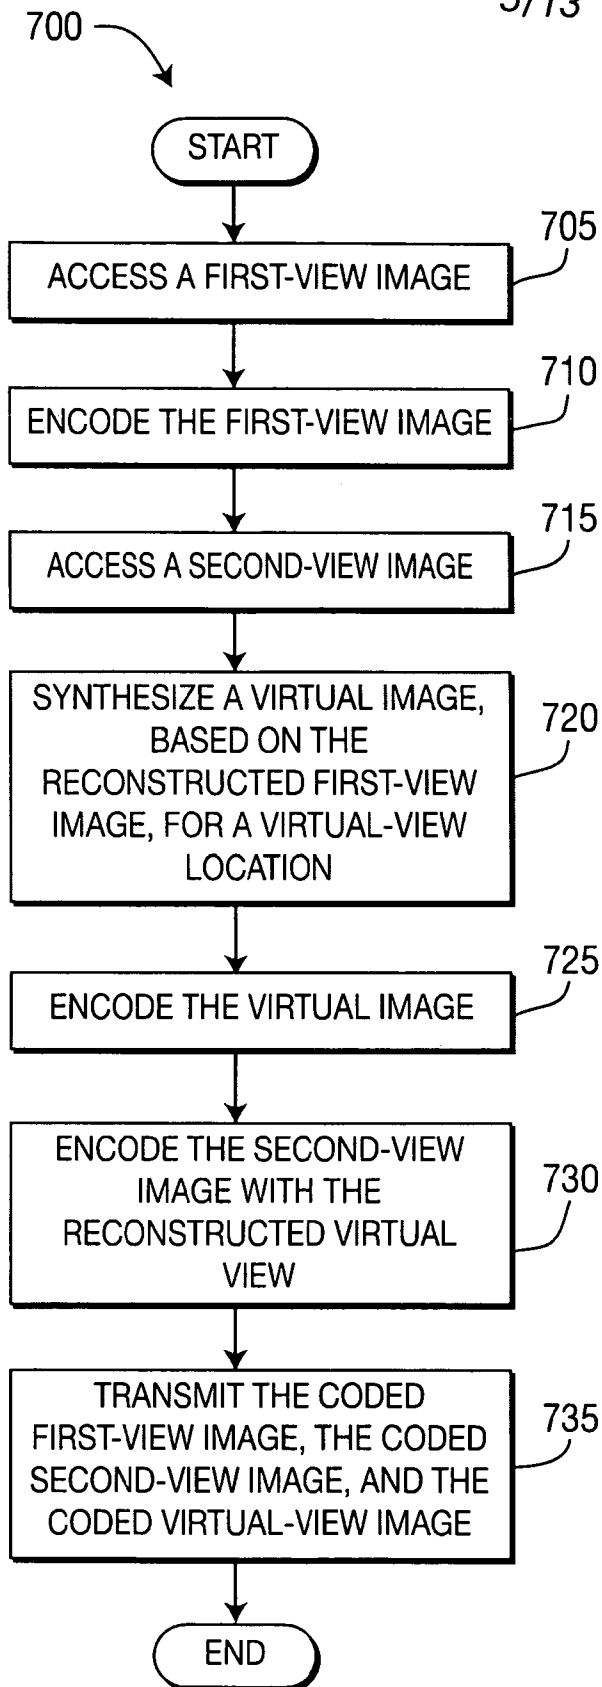 5/13
700
START
705
ACCESS A FIRST-VIEW IMAGE
710
ENCODE THE FIRST-VIEW IMAGE
715
ACCESS A SECOND-VIEW IMAGE
720
SYNTHESIZE A VIRTUAL IMAGE,
BASED ON THE
RECONSTRUCTED FIRST-VIEW
IMAGE, FOR A VIRTUAL-VIEW
LOCATION
725
ENCODE THE VIRTUAL IMAGE
730
ENCODE THE SECOND-VIEW
IMAGE WITH THE
RECONSTRUCTED VIRTUAL
VIEW
735
TRANSMIT THE CODED
FIRST-VIEW IMAGE, THE CODED
SECOND-VIEW IMAGE, AND THE
CODED VIRTUAL-VIEW IMAGE
END